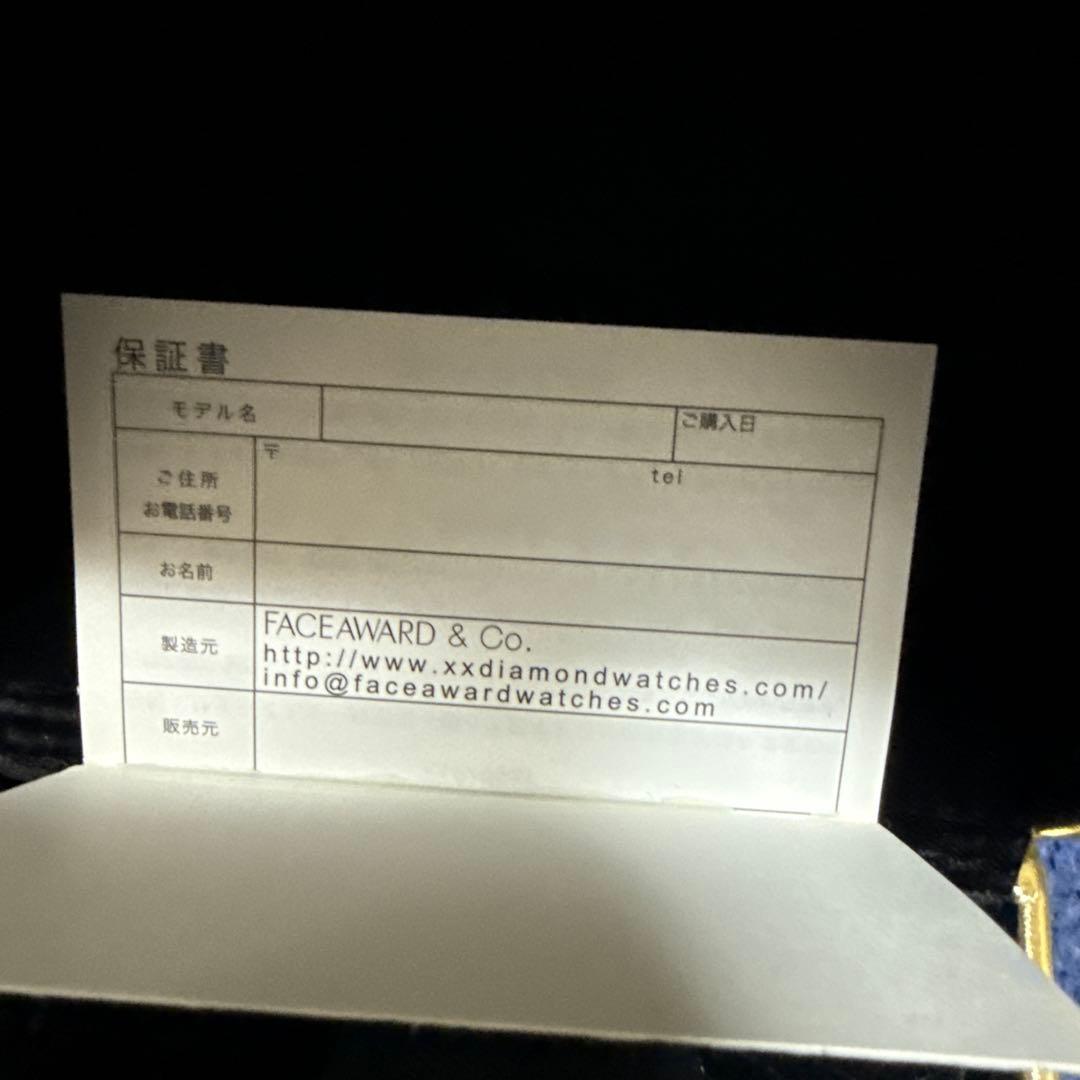 保証書
モデル名
ご購入日
ご住所
お電話番号
〒
tel
お名前
製造元
FACEAWARD & Co.
http://www.xxdiamondwatches.com/
info@faceawardwatches.com
販売元